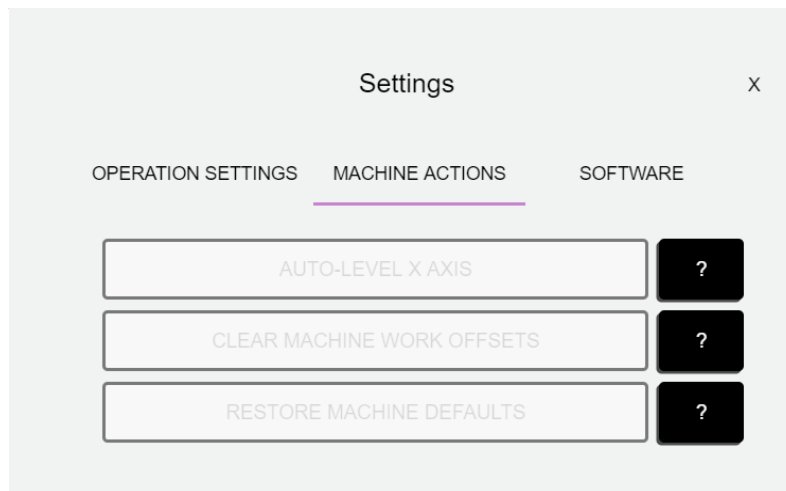 Settings
X
OPERATION SETTINGS MACHINE ACTIONS SOFTWARE
AUTO-LEVEL X AXIS ?
CLEAR MACHINE WORK OFFSETS ?
RESTORE MACHINE DEFAULTS ?